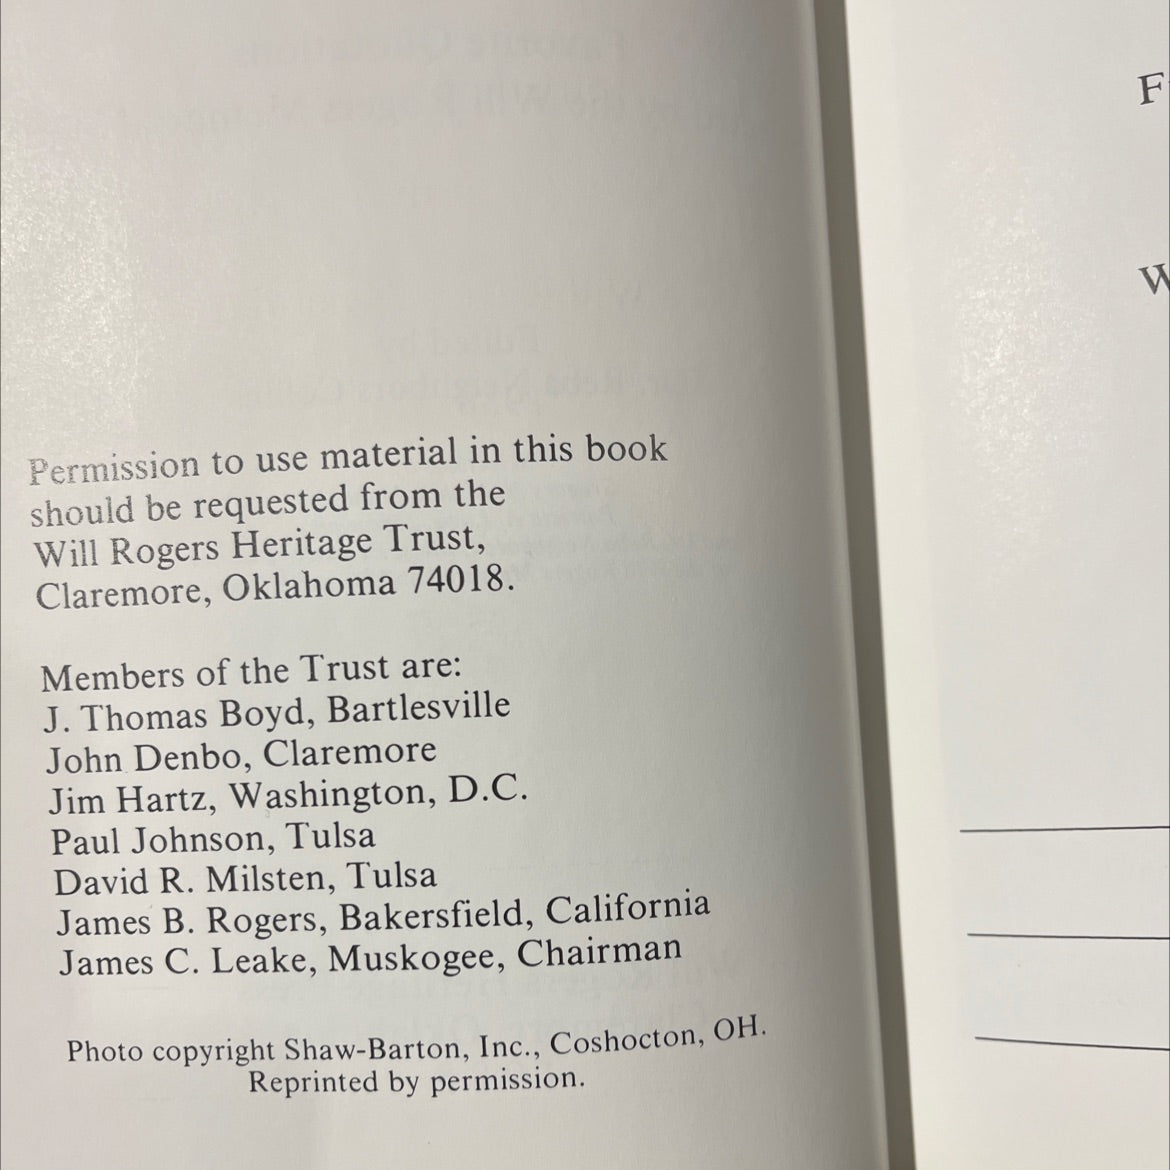 Permission to use material in this book
should be requested from the
Will Rogers Heritage Trust,
Claremore, Oklahoma 74018.
Members of the Trust are:
J. Thomas Boyd, Bartlesville
John Denbo, Claremore
Jim Hartz, Washington, D.C.
Paul Johnson, Tulsa
David R. Milsten, Tulsa
James B. Rogers, Bakersfield, California
James C. Leake, Muskogee, Chairman
Photo copyright Shaw-Barton, Inc., Coshocton, OH.
Reprinted by permission.
F
W